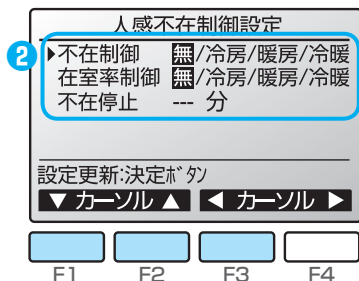 人感不在制御設定
2 ▶不在制御 無/冷房/暖房/冷暖
在室率制御 無/冷房/暖房/冷暖
不在停止 --- 分
設定更新:決定ボタン
▼ カーソル ▲ ◀ カーソル ▶
F1 F2 F3 F4